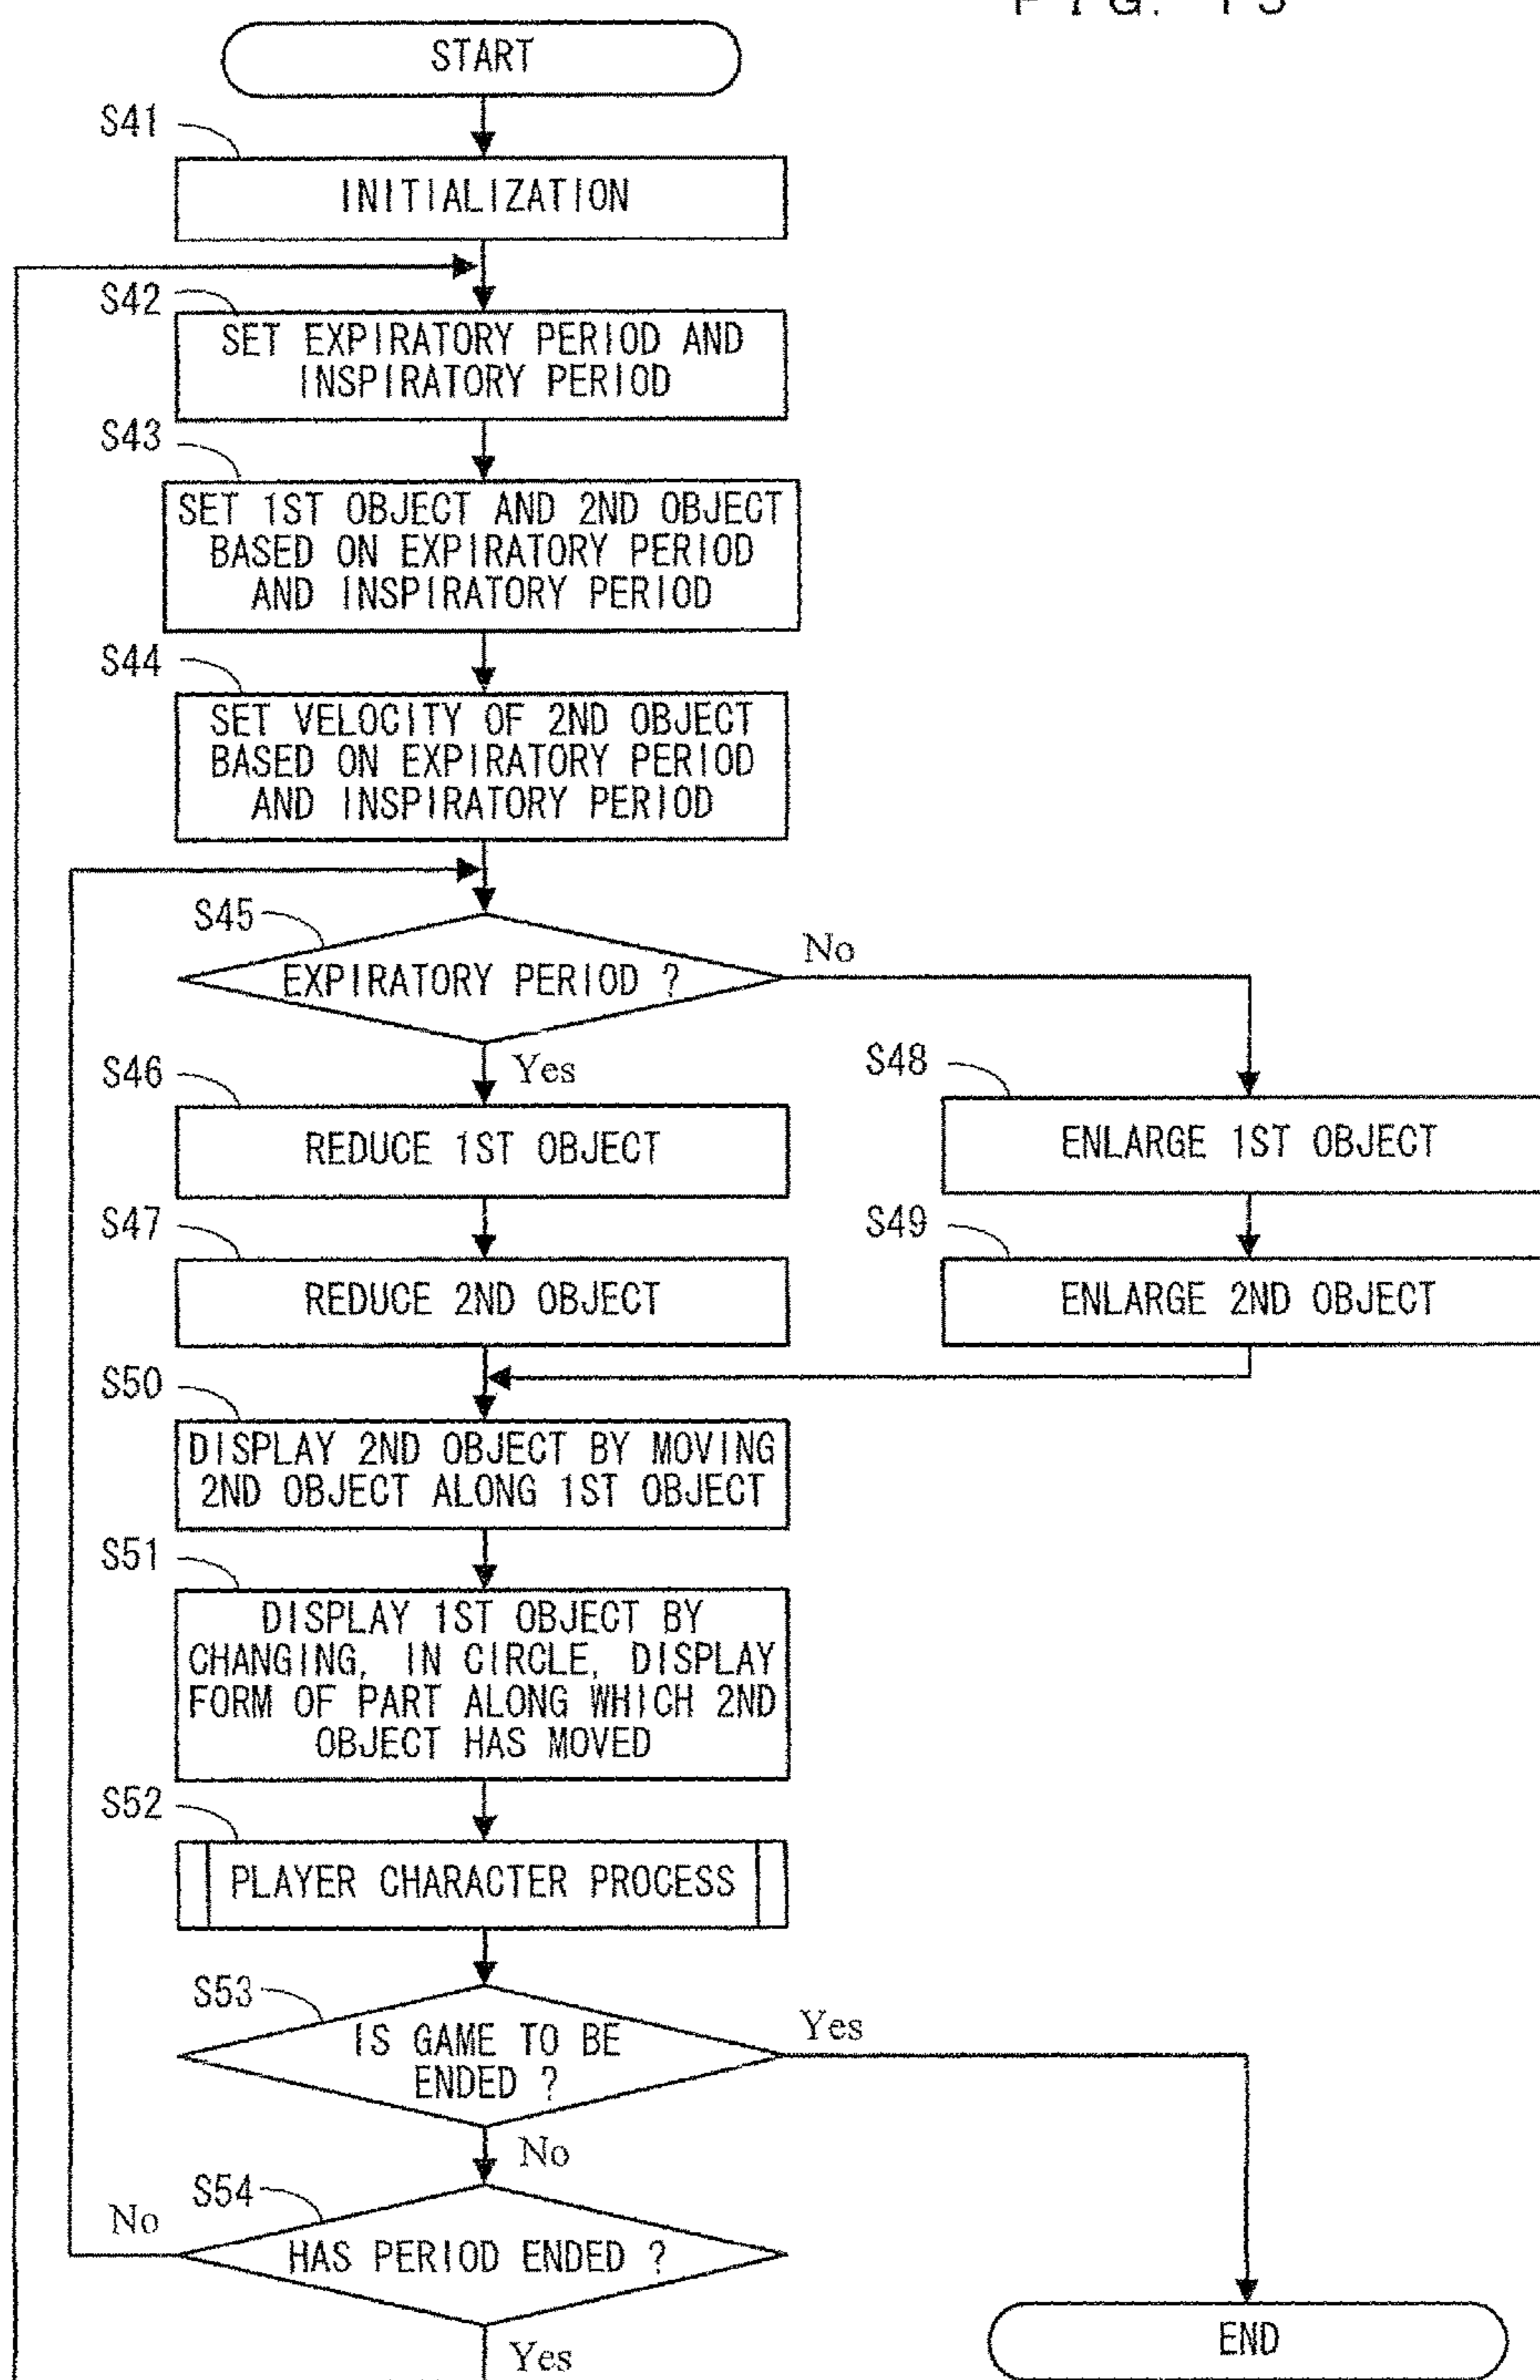 FIG. 13
START
S41
INITIALIZATION
S42
SET EXPIRATORY PERIOD AND
INSPIRATORY PERIOD
S43
SET 1ST OBJECT AND 2ND OBJECT
BASED ON EXPIRATORY PERIOD
AND INSPIRATORY PERIOD
S44
SET VELOCITY OF 2ND OBJECT
BASED ON EXPIRATORY PERIOD
AND INSPIRATORY PERIOD
S45
EXPIRATORY PERIOD ?
No
Yes
S46
REDUCE 1ST OBJECT
S48
ENLARGE 1ST OBJECT
S47
REDUCE 2ND OBJECT
S49
ENLARGE 2ND OBJECT
S50
DISPLAY 2ND OBJECT BY MOVING
2ND OBJECT ALONG 1ST OBJECT
S51
DISPLAY 1ST OBJECT BY
CHANGING, IN CIRCLE, DISPLAY
FORM OF PART ALONG WHICH 2ND
OBJECT HAS MOVED
S52
PLAYER CHARACTER PROCESS
S53
IS GAME TO BE
ENDED ?
Yes
No
S54
HAS PERIOD ENDED ?
No
Yes
END